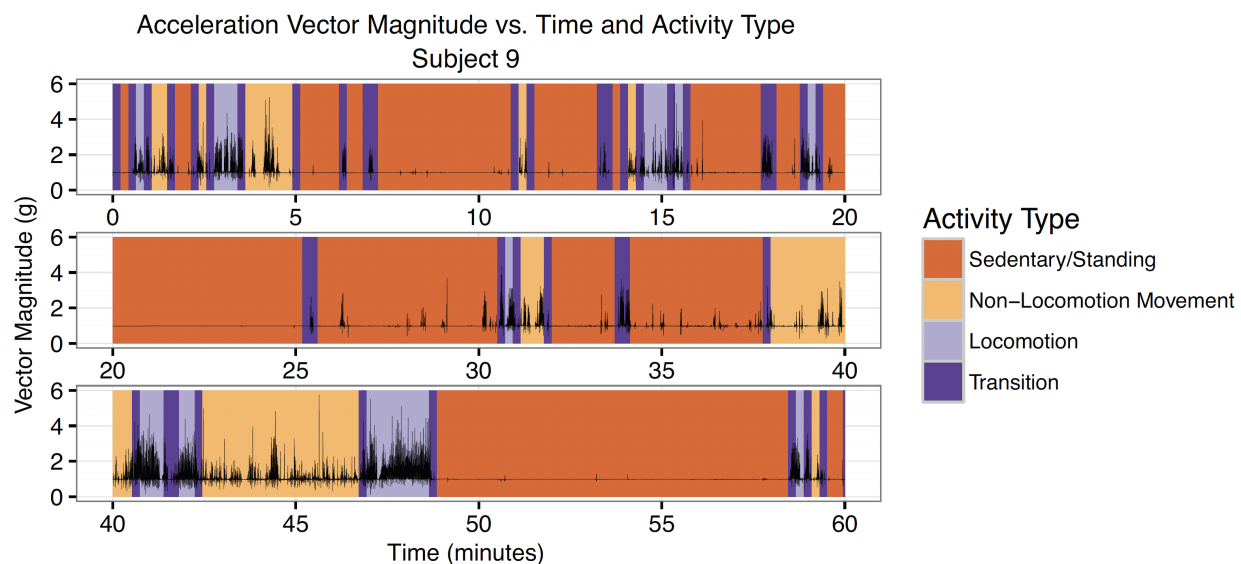 Acceleration Vector Magnitude vs. Time and Activity Type
Subject 9
Vector Magnitude (g)
6
4
2
0
0 5 10 15 20
6
4
2
0
20 25 30 35 40
6
4
2
0
40 45 50 55 60
Time (minutes)
Activity Type
Sedentary/Standing
Non−Locomotion Movement
Locomotion
Transition